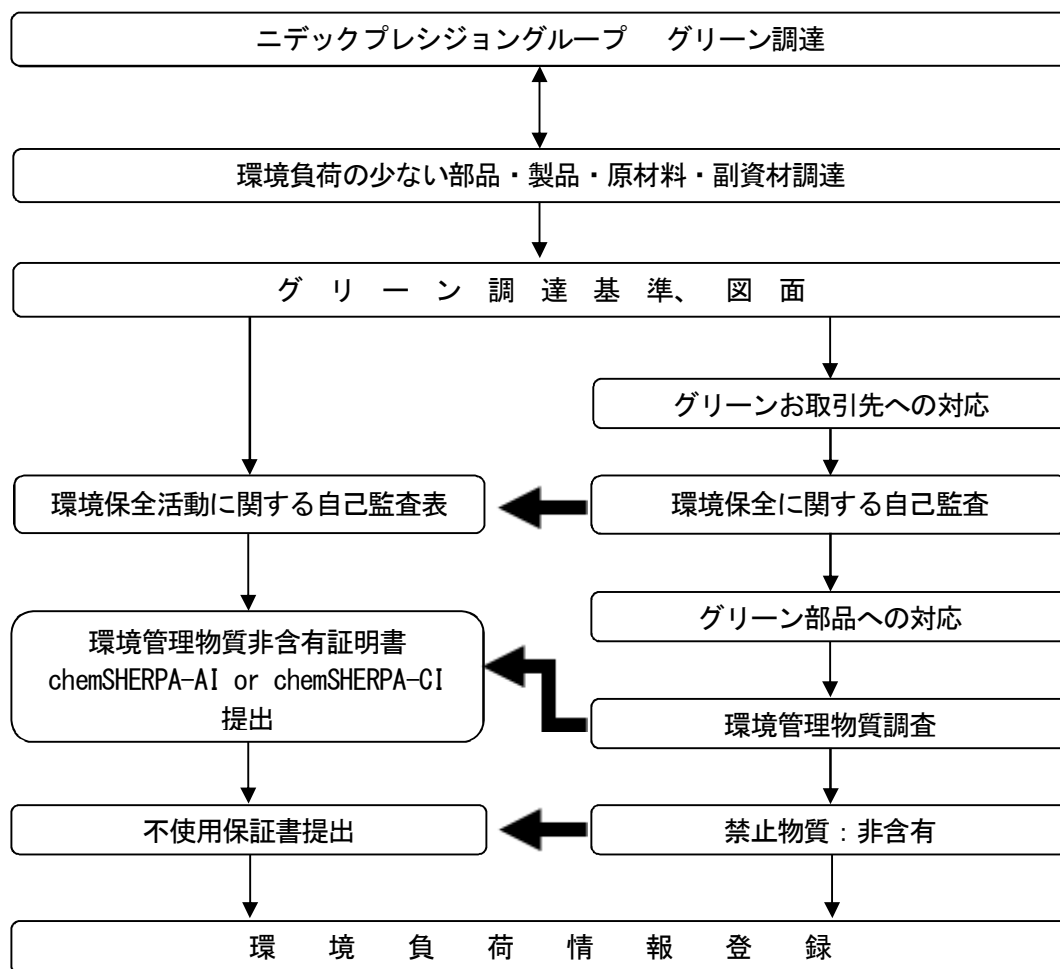 ニデックプレシジョングループ グリーン調達
環境負荷の少ない部品・製品・原材料・副資材調達
グリーン調達基準、図面
グリーンお取引先への対応
環境保全活動に関する自己監査表
環境保全に関する自己監査
グリーン部品への対応
環境管理物質非含有証明書
chemSHERPA-AI or chemSHERPA-CI
提出
環境管理物質調査
不使用保証書提出
禁止物質：非含有
環境負荷情報登録